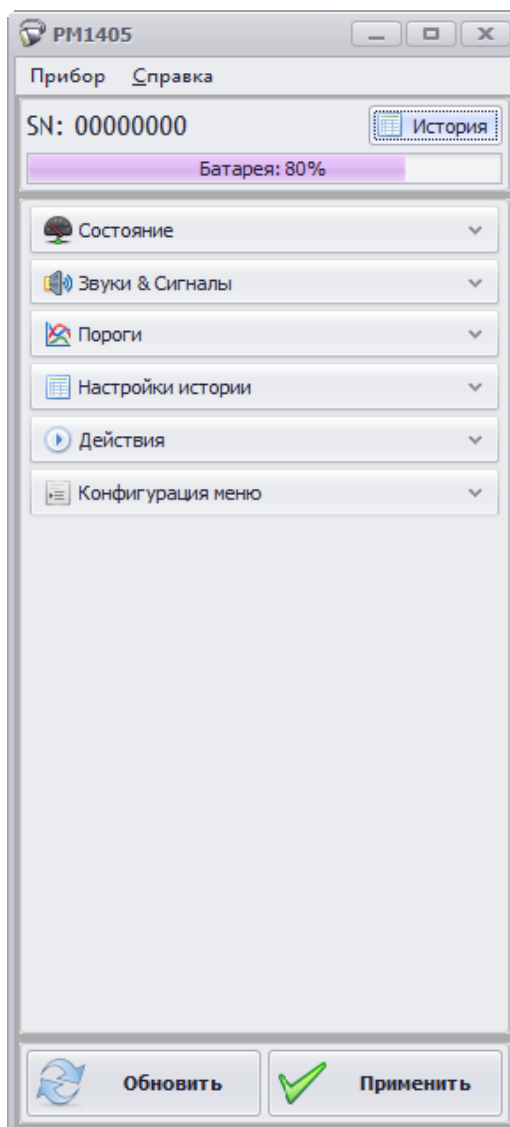 PM1405
Прибор Справка
SN: 00000000 История
Батарея: 80%
Состояние
Звуки & Сигналы
Пороги
Настройки истории
Действия
Конфигурация меню
Обновить Применить